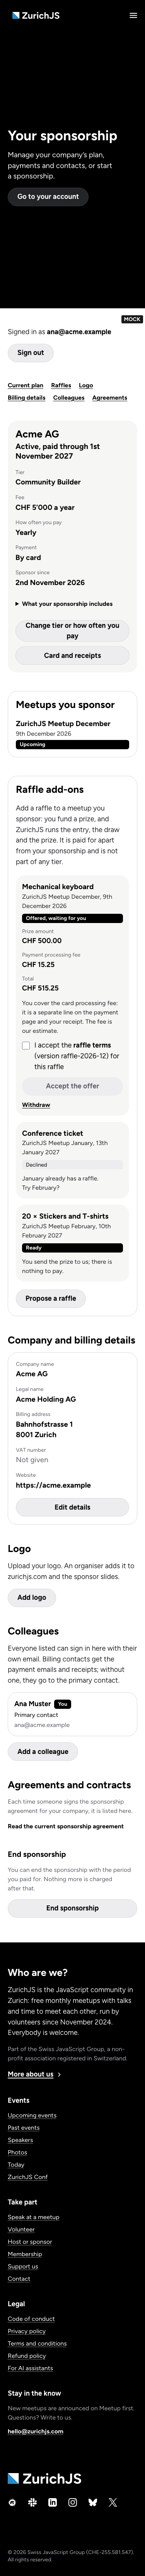 ZurichJS
Your sponsorship
Manage your company's plan,
payments and contacts, or start
a sponsorship.
Go to your account
MOCK
Signed in as ana@acme.example
Sign out
Current plan Raffles Logo
Billing details Colleagues Agreements
Acme AG
Active, paid through 1st
November 2027
Tier
Community Builder
Fee
CHF 5'000 a year
How often you pay
Yearly
Payment
By card
Sponsor since
2nd November 2026
What your sponsorship includes
Change tier or how often you
pay
Card and receipts
Meetups you sponsor
ZurichJS Meetup December
9th December 2026
Upcoming
Raffle add-ons
Add a raffle to a meetup you
sponsor: you fund a prize, and
ZurichJS runs the entry, the draw
and the prize. It is paid for apart
from your sponsorship and is not
part of any tier.
Mechanical keyboard
ZurichJS Meetup December, 9th
December 2026
Offered, waiting for you
Prize amount
CHF 500.00
Payment processing fee
CHF 15.25
Total
CHF 515.25
You cover the card processing fee:
it is a separate line on the payment
page and your receipt. The fee is
our estimate.
I accept the raffle terms
(version raffle-2026-12) for
this raffle
Accept the offer
Withdraw
Conference ticket
ZurichJS Meetup January, 13th
January 2027
Declined
January already has a raffle.
Try February?
20 × Stickers and T-shirts
ZurichJS Meetup February, 10th
February 2027
Ready
You send the prize to us; there is
nothing to pay.
Propose a raffle
Company and billing details
Company name
Acme AG
Legal name
Acme Holding AG
Billing address
Bahnhofstrasse 1
8001 Zurich
VAT number
Not given
Website
https://acme.example
Edit details
Logo
Upload your logo. An organiser adds it to
zurichjs.com and the sponsor slides.
Add logo
Colleagues
Everyone listed can sign in here with their
own email. Billing contacts get the
payment emails and receipts; without
one, they go to the primary contact.
Ana Muster You
Primary contact
ana@acme.example
Add a colleague
Agreements and contracts
Each time someone signs the sponsorship
agreement for your company, it is listed here.
Read the current sponsorship agreement
End sponsorship
You can end the sponsorship with the period
you paid for. Nothing more is charged
after that.
End sponsorship
Who are we?
ZurichJS is the JavaScript community in
Zurich: free monthly meetups with talks
and time to meet each other, run by
volunteers since November 2024.
Everybody is welcome.
Part of the Swiss JavaScript Group, a non-
profit association registered in Switzerland.
More about us
Events
Upcoming events
Past events
Speakers
Photos
Today
ZurichJS Conf
Take part
Speak at a meetup
Volunteer
Host or sponsor
Membership
Support us
Contact
Legal
Code of conduct
Privacy policy
Terms and conditions
Refund policy
For AI assistants
Stay in the know
New meetups are announced on Meetup first.
Questions? Write to us.
hello@zurichjs.com
ZurichJS
© 2026 Swiss JavaScript Group (CHE-255.581.547).
All rights reserved.